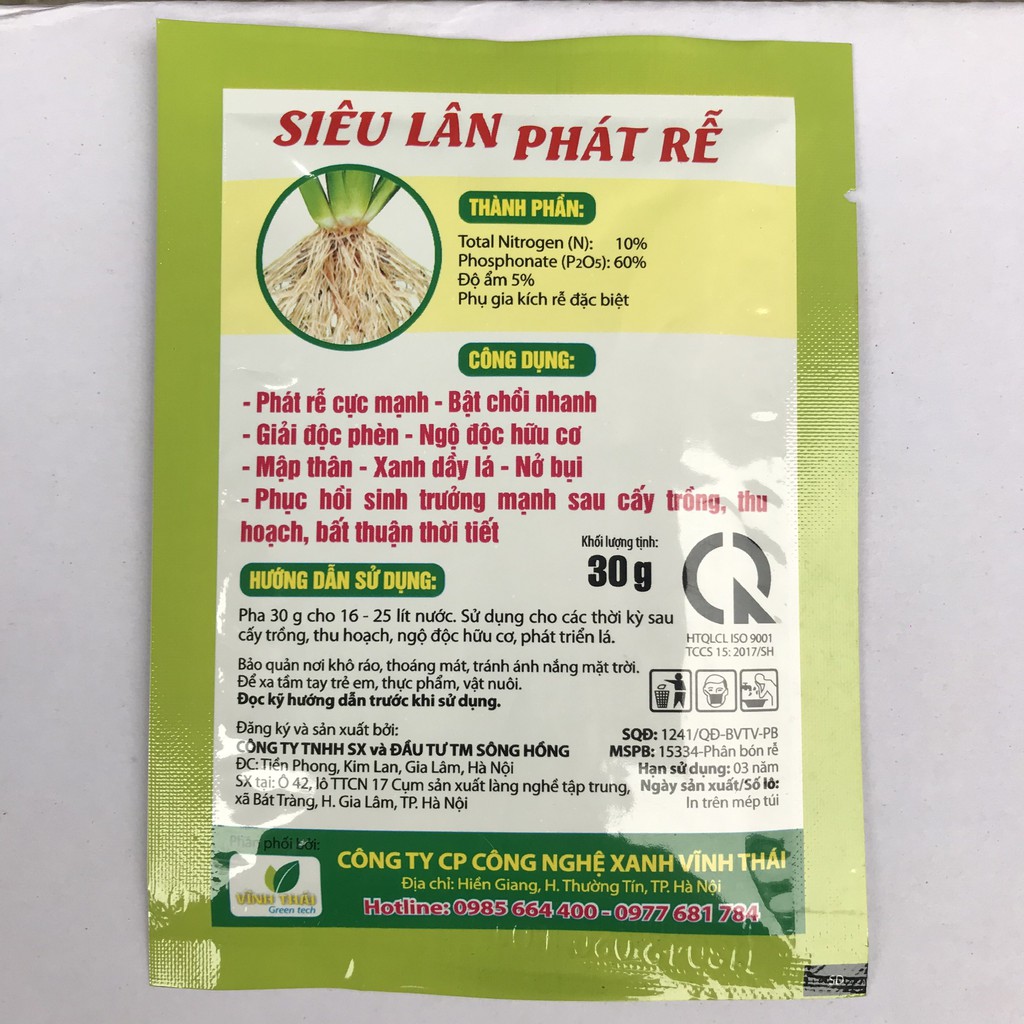 SIÊU LÂN PHÁT RỄ
THÀNH PHẦN:
Total Nitrogen (N): 10%
Phosphonate (P2O5): 60%
Độ ẩm 5%
Phụ gia kích rễ đặc biệt
CÔNG DỤNG:
- Phát rễ cực mạnh - Bật chồi nhanh
- Giải độc phèn - Ngộ độc hữu cơ
- Mập thân - Xanh dầy lá - Nở bụi
- Phục hồi sinh trưởng mạnh sau cấy trồng, thu
hoạch, bất thuận thời tiết
Khối lượng tịnh:
30 g
HTQLCL ISO 9001
TCCS 15: 2017/SH
HƯỚNG DẪN SỬ DỤNG:
Pha 30 g cho 16 - 25 lít nước. Sử dụng cho các thời kỳ sau
cấy trồng, thu hoạch, ngộ độc hữu cơ, phát triển lá.
Bảo quản nơi khô ráo, thoáng mát, tránh ánh nắng mặt trời.
Để xa tầm tay trẻ em, thực phẩm, vật nuôi.
Đọc kỹ hướng dẫn trước khi sử dụng.
Đăng ký và sản xuất bởi:
CÔNG TY TNHH SX và ĐẦU TƯ TM SÔNG HỒNG
ĐC: Tiền Phong, Kim Lan, Gia Lâm, Hà Nội
SX tại: Ô 42, lô TTCN 17 Cụm sản xuất làng nghề tập trung,
xã Bát Tràng, H. Gia Lâm, TP. Hà Nội
SQĐ: 1241/QĐ-BVTV-PB
MSPB: 15334-Phân bón rễ
Hạn sử dụng: 03 năm
Ngày sản xuất/Số lô:
In trên mép túi
Phân phối bởi:
VĨNH THÁI
Green tech
CÔNG TY CP CÔNG NGHỆ XANH VĨNH THÁI
Địa chỉ: Hiền Giang, H. Thường Tín, TP. Hà Nội
Hotline: 0985 664 400 - 0977 681 784